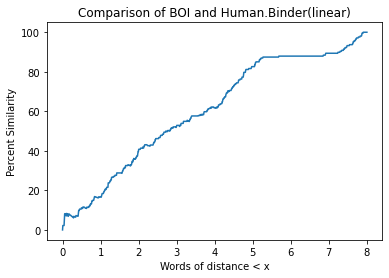 Comparison of BOI and Human.Binder(linear)
Percent Similarity
100
80
60
40
20
0
0 1 2 3 4 5 6 7 8
Words of distance < x